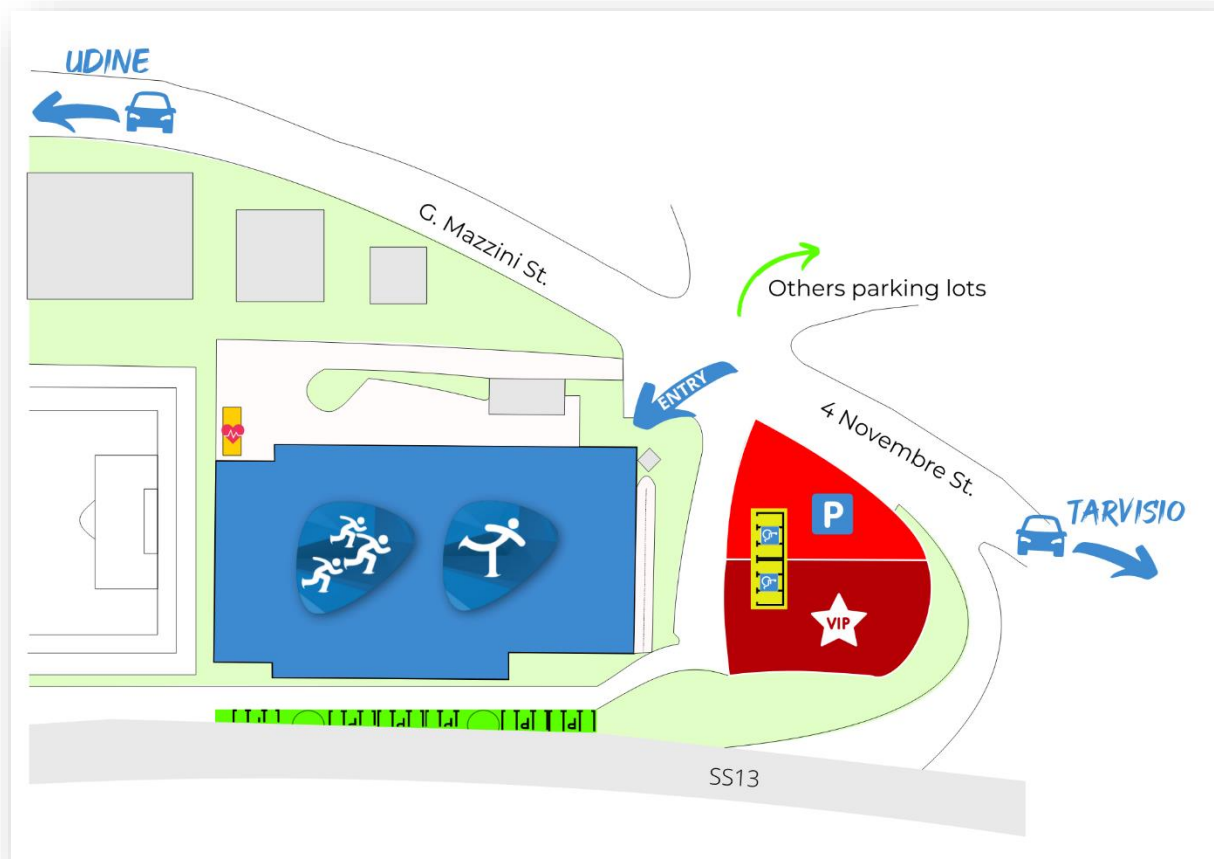 UDINE
G. Mazzini St.
Others parking lots
ENTRY
4 Novembre St.
P
TARVISIO
VIP
SS13